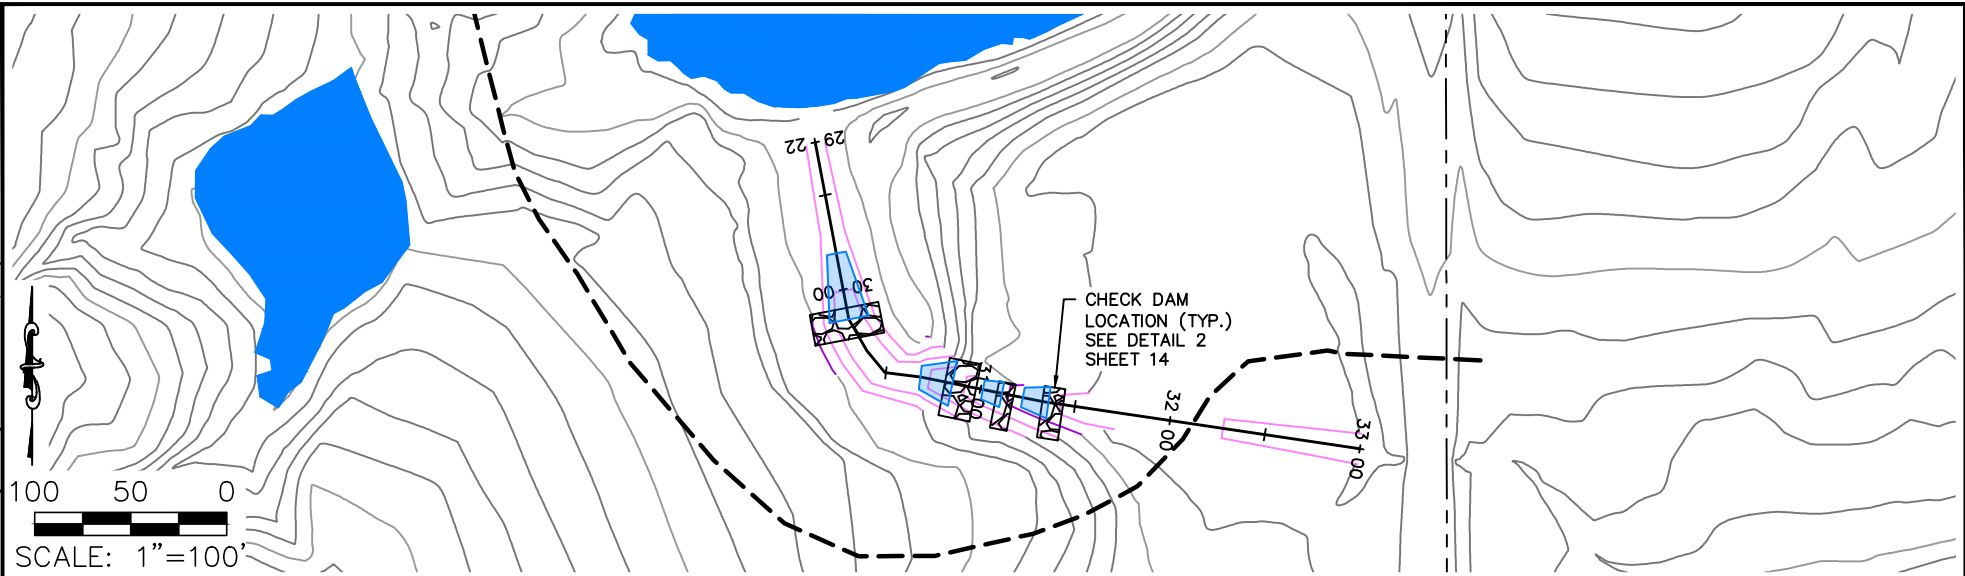 22 29
00 30
CHECK DAM
LOCATION (TYP.)
SEE DETAIL 2
SHEET 14
32 00
33 00
100 50 0
SCALE: 1"=100'